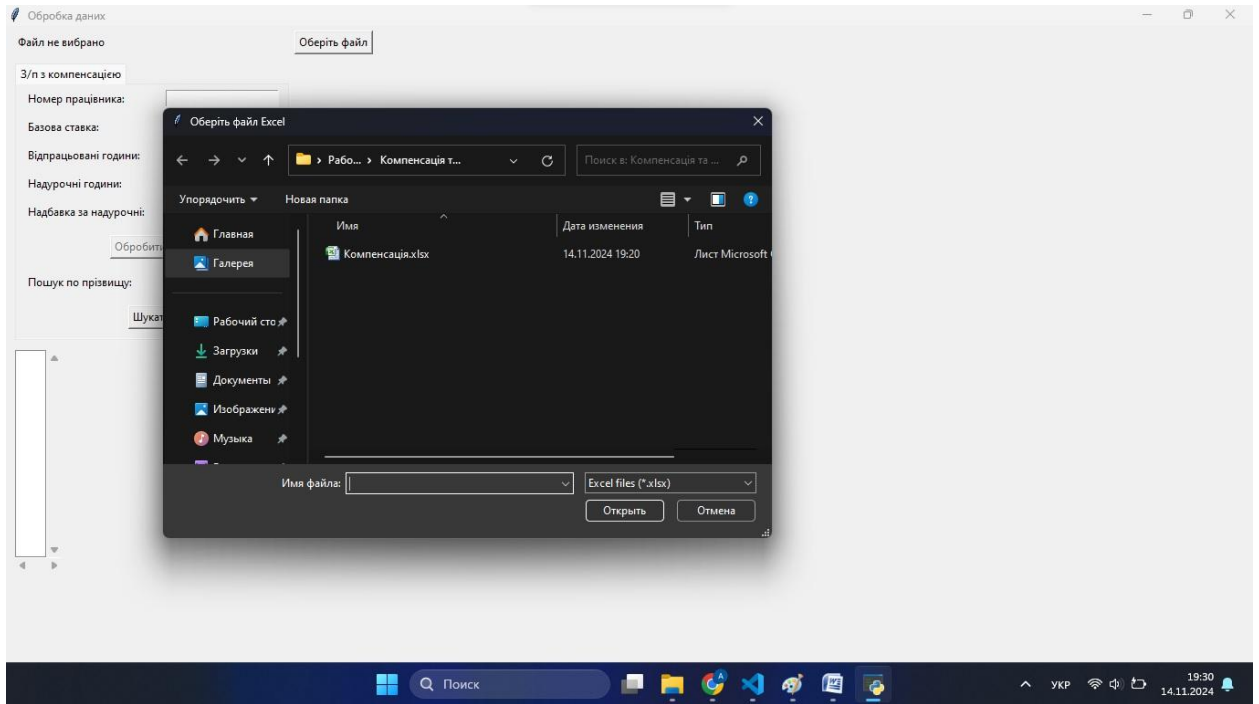 Обробка даних
Файл не вибрано
Оберіть файл
З/п з компенсацією
Номер працівника:
Базова ставка:
Відпрацьовані години:
Надурочні години:
Надбавка за надурочні:
Обробит
Пошук по прізвищу:
Шукат
Оберіть файл Excel
Рабо... Компенсація т...
Поиск в: Компенсація та ...
Упорядочить
Новая папка
Имя
Дата изменения
Тип
Главная
Галерея
Компенсація.xlsx
14.11.2024 19:20
Лист Microsoft
Рабочий сто
Загрузки
Документы
Изображени
Музыка
Имя файла:
Excel files (*.xlsx)
Открыть
Отмена
Поиск
УКР
19:30
14.11.2024